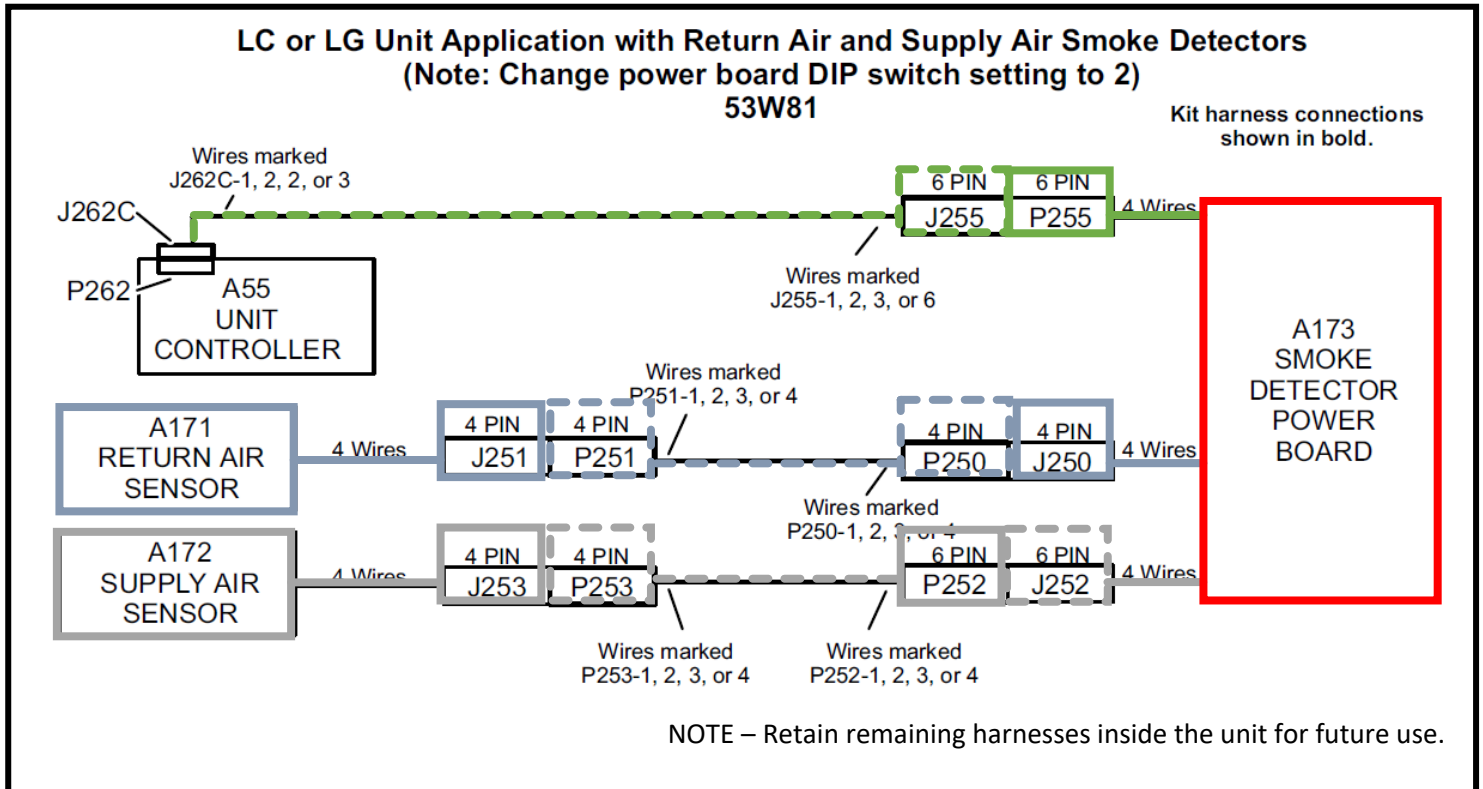 LC or LG Unit Application with Return Air and Supply Air Smoke Detectors
(Note: Change power board DIP switch setting to 2)
53W81
Kit harness connections
shown in bold.
Wires marked
J262C-1, 2, 2, or 3
J262C
P262
A55
UNIT
CONTROLLER
6 PIN
6 PIN
J255
P255
4 Wires
Wires marked
J255-1, 2, 3, or 6
A173
SMOKE
DETECTOR
POWER
BOARD
Wires marked
P251-1, 2, 3, or 4
A171
RETURN AIR
SENSOR
4 Wires
4 PIN
4 PIN
J251
P251
4 PIN
4 PIN
P250
J250
4 Wires
Wires marked
P250-1, 2, 3, or 4
A172
SUPPLY AIR
SENSOR
4 Wires
4 PIN
4 PIN
J253
P253
6 PIN
6 PIN
P252
J252
4 Wires
Wires marked
P253-1, 2, 3, or 4
Wires marked
P252-1, 2, 3, or 4
NOTE – Retain remaining harnesses inside the unit for future use.